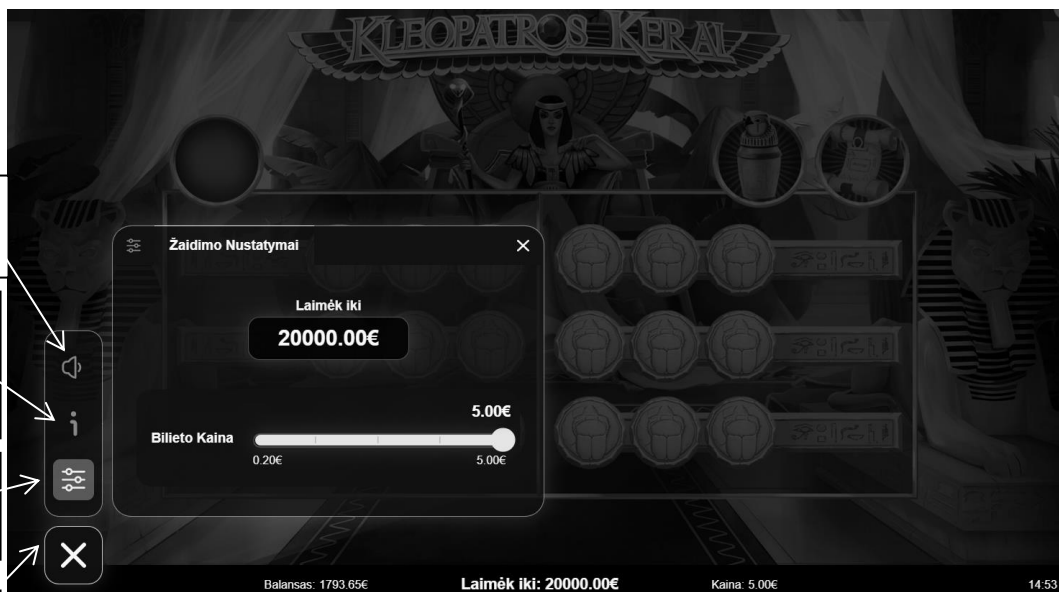 KLEOPATROS KERAI
Žaidimo Nustatymai
Laimėk iki
20000.00€
5.00€
Bilieto Kaina
0.20€ 5.00€
Balansas: 1793.65€ Laimėk iki: 20000.00€ Kaina: 5.00€ 14:53